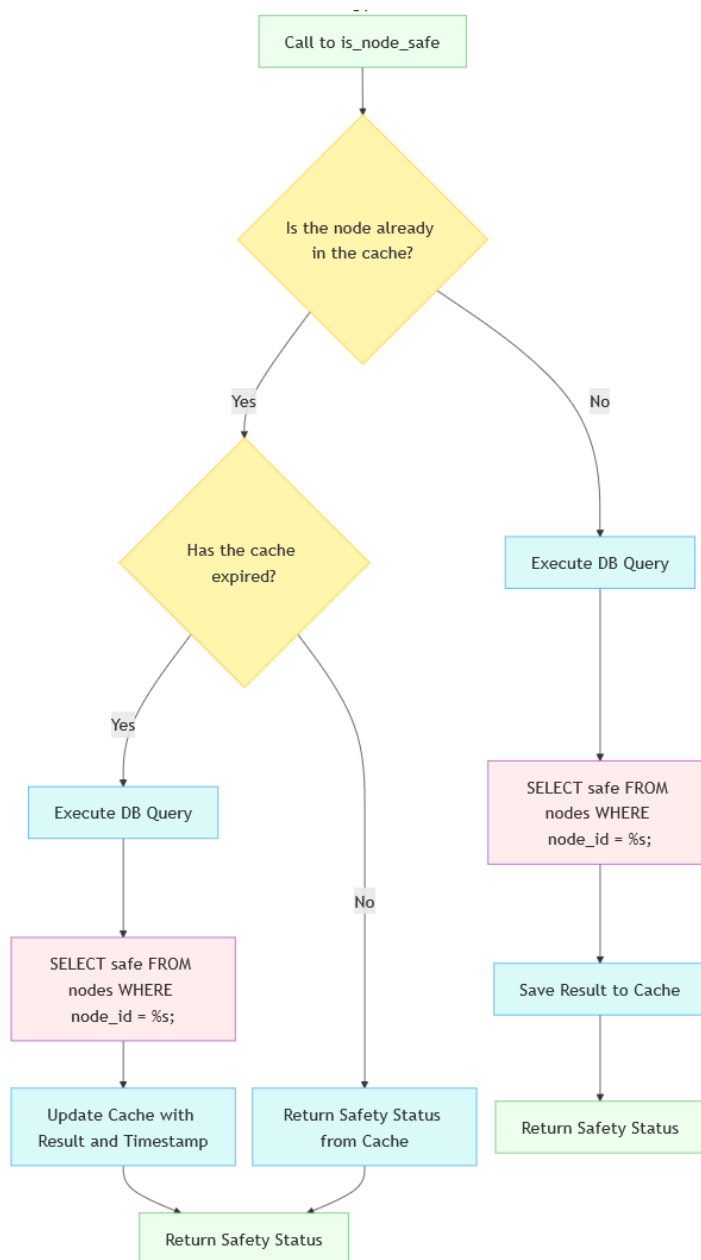 Call to is_node_safe
Is the node already
in the cache?
Yes
No
Has the cache
expired?
Execute DB Query
Yes
SELECT safe FROM
nodes WHERE
node_id = %s;
Execute DB Query
No
SELECT safe FROM
nodes WHERE
node_id = %s;
Save Result to Cache
Update Cache with
Result and Timestamp
Return Safety Status
from Cache
Return Safety Status
Return Safety Status